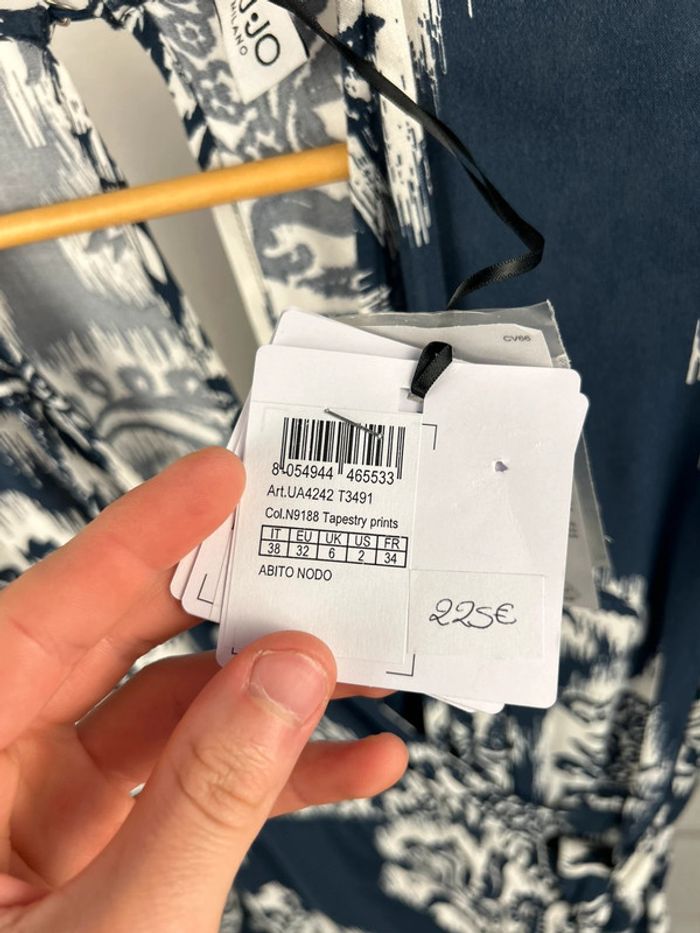 JO
MILANO
CV66
8 054944 465533
Art.UA4242 T3491
Col.N9188 Tapestry prints
IT EU UK US FR
38 32 6 2 34
ABITO NODO
225€